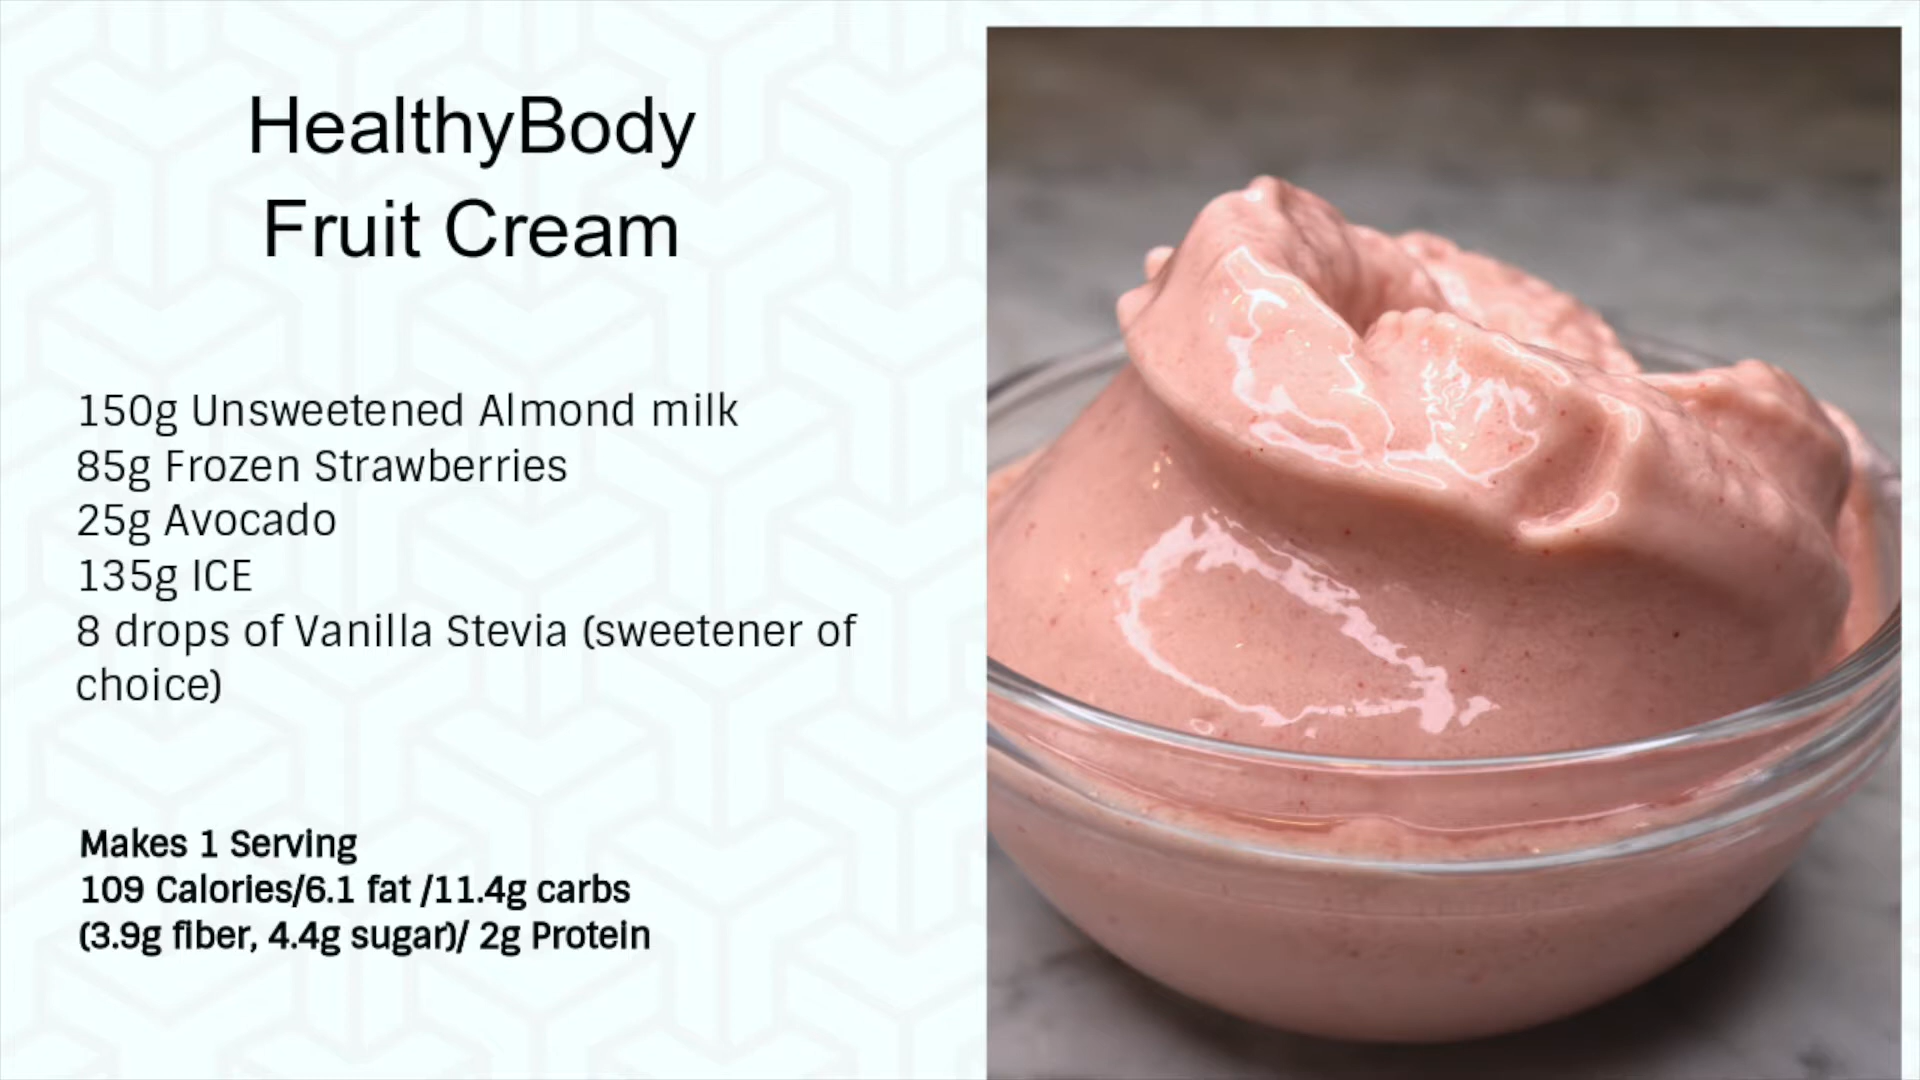 HealthyBody
Fruit Cream
150g Unsweetened Almond milk
85g Frozen Strawberries
25g Avocado
135g ICE
8 drops of Vanilla Stevia (sweetener of
choice)
Makes 1 Serving
109 Calories/6.1 fat /11.4g carbs
(3.9g fiber, 4.4g sugar)/ 2g Protein